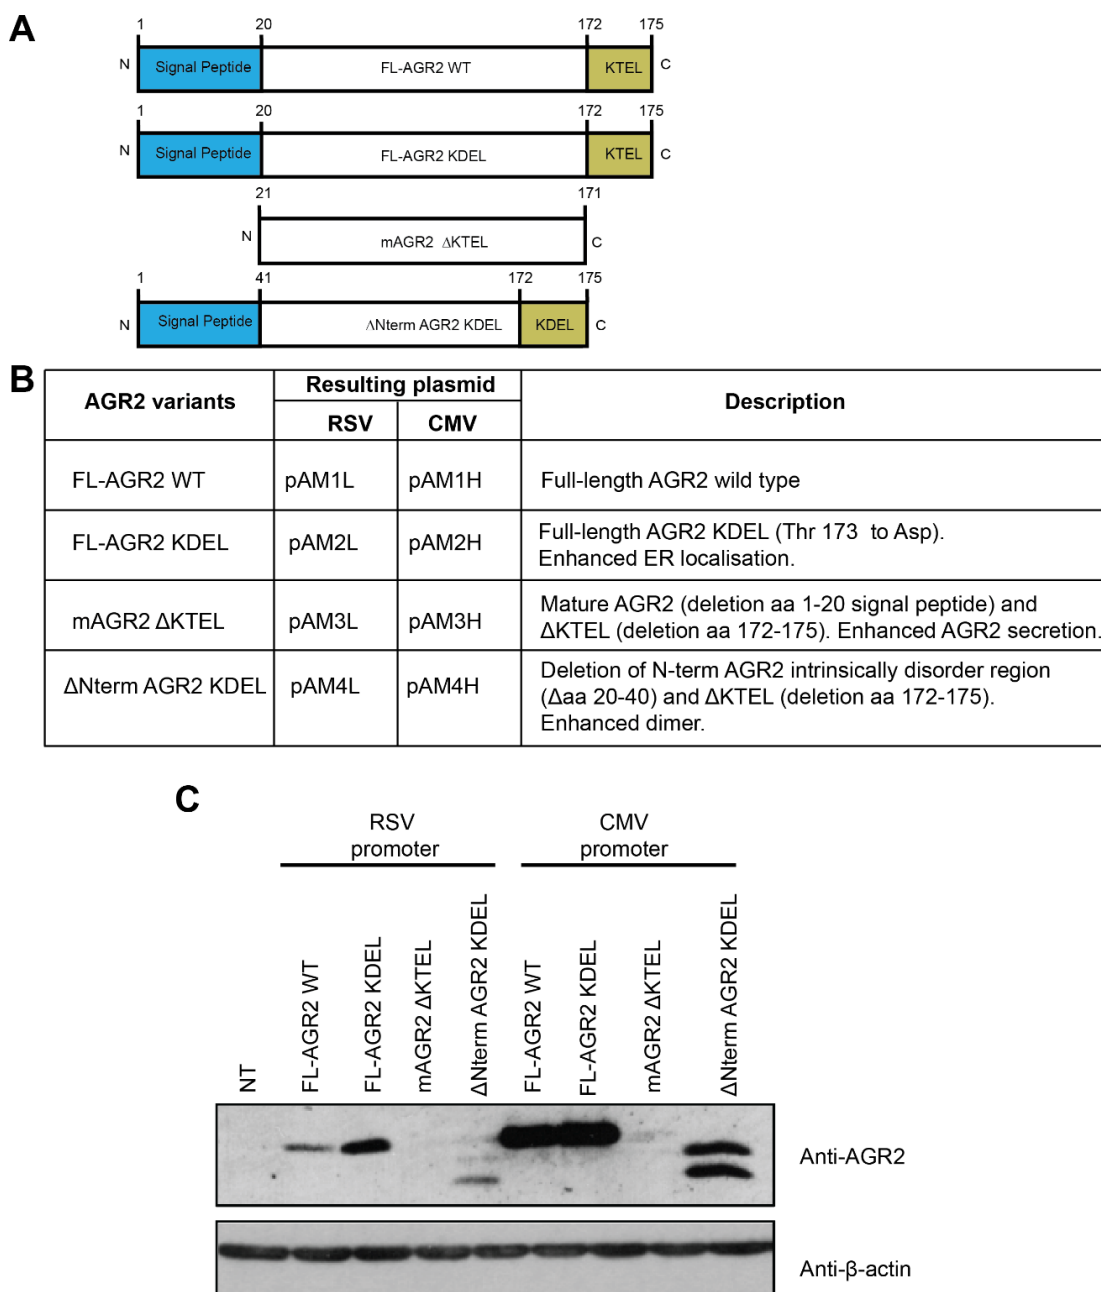 A
1 20 172 175
N Signal Peptide FL-AGR2 WT KTEL C
1 20 172 175
N Signal Peptide FL-AGR2 KDEL KTEL C
21 171
N mAGR2 ΔKTEL C
1 41 172 175
N Signal Peptide ΔNterm AGR2 KDEL KDEL C
B
AGR2 variants
Resulting plasmid
RSV CMV
Description
FL-AGR2 WT pAM1L pAM1H Full-length AGR2 wild type
FL-AGR2 KDEL pAM2L pAM2H Full-length AGR2 KDEL (Thr 173 to Asp).
Enhanced ER localisation.
mAGR2 ΔKTEL pAM3L pAM3H Mature AGR2 (deletion aa 1-20 signal peptide) and
ΔKTEL (deletion aa 172-175). Enhanced AGR2 secretion.
ΔNterm AGR2 KDEL pAM4L pAM4H Deletion of N-term AGR2 intrinsically disorder region
(Δaa 20-40) and ΔKTEL (deletion aa 172-175).
Enhanced dimer.
C
RSV
promoter
CMV
promoter
NT
FL-AGR2 WT
FL-AGR2 KDEL
mAGR2 ΔKTEL
ΔNterm AGR2 KDEL
FL-AGR2 WT
FL-AGR2 KDEL
mAGR2 ΔKTEL
ΔNterm AGR2 KDEL
Anti-AGR2
Anti-β-actin